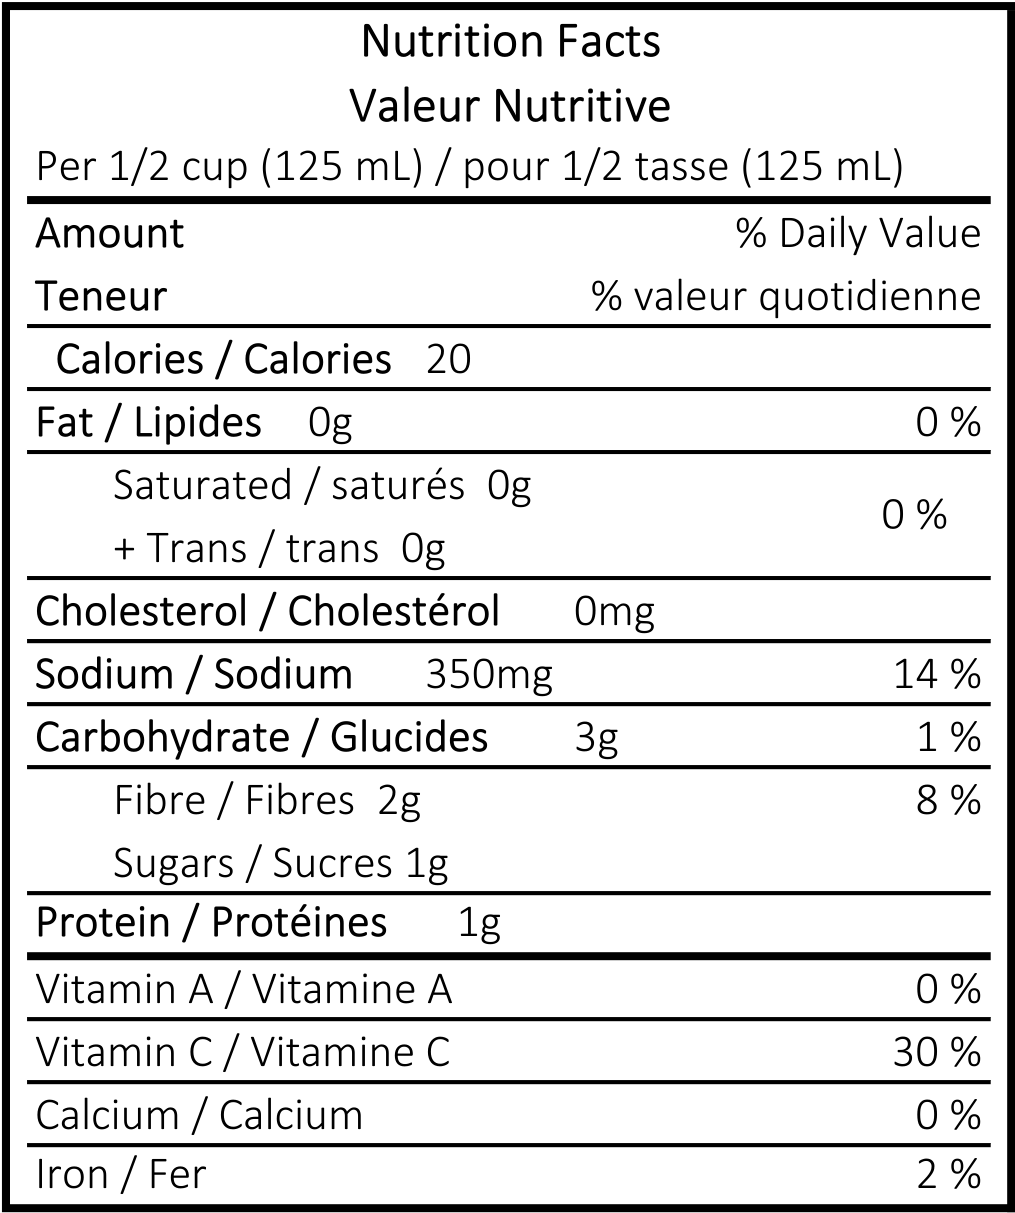 Nutrition Facts
Valeur Nutritive
Per 1/2 cup (125 mL) / pour 1/2 tasse (125 mL)
Amount % Daily Value
Teneur % valeur quotidienne
Calories / Calories 20
Fat / Lipides 0g 0 %
Saturated / saturés 0g
0 %
+ Trans / trans 0g
Cholesterol / Cholestérol 0mg
Sodium / Sodium 350mg 14 %
Carbohydrate / Glucides 3g 1 %
Fibre / Fibres 2g 8 %
Sugars / Sucres 1g
Protein / Protéines 1g
Vitamin A / Vitamine A 0 %
Vitamin C / Vitamine C 30 %
Calcium / Calcium 0 %
Iron / Fer 2 %